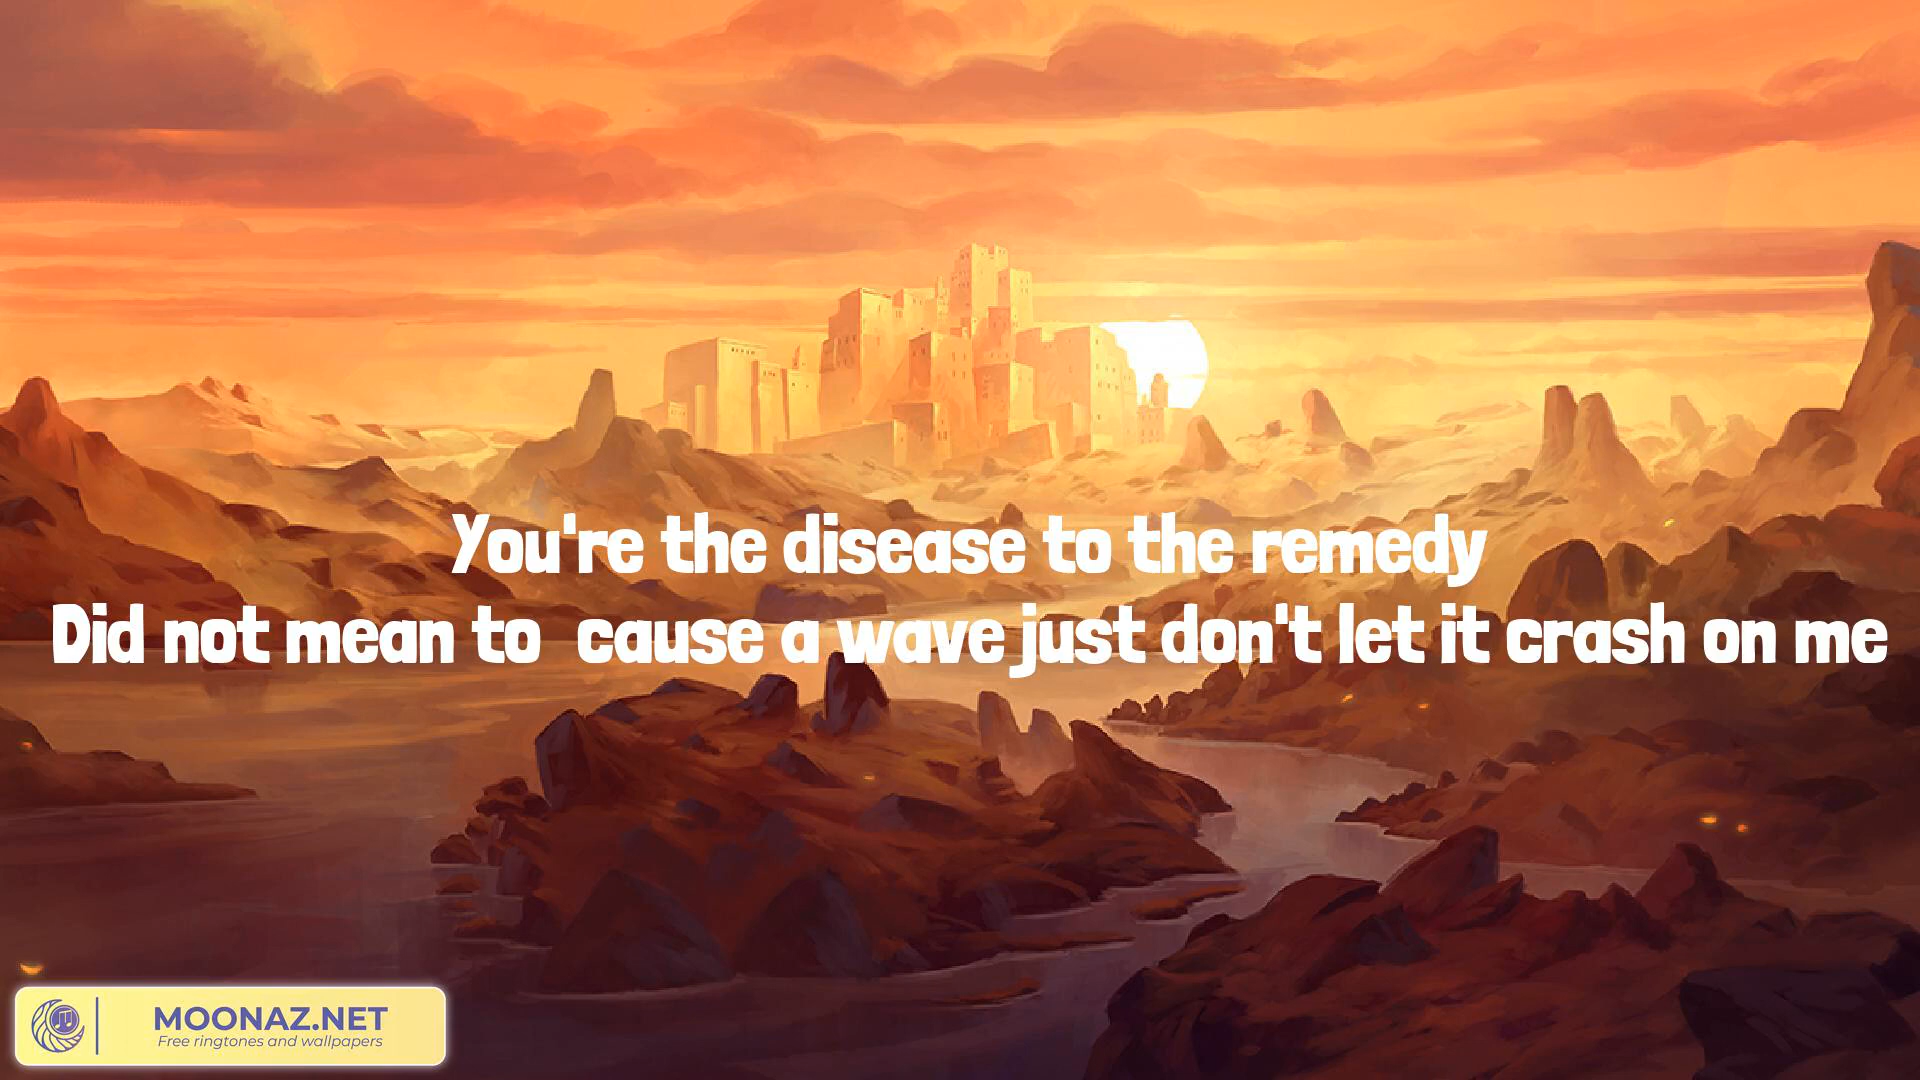 You're the disease to the remedy
Did not mean to  cause a wave just don't let it crash on me
MOONAZ.NET
Free ringtones and wallpapers